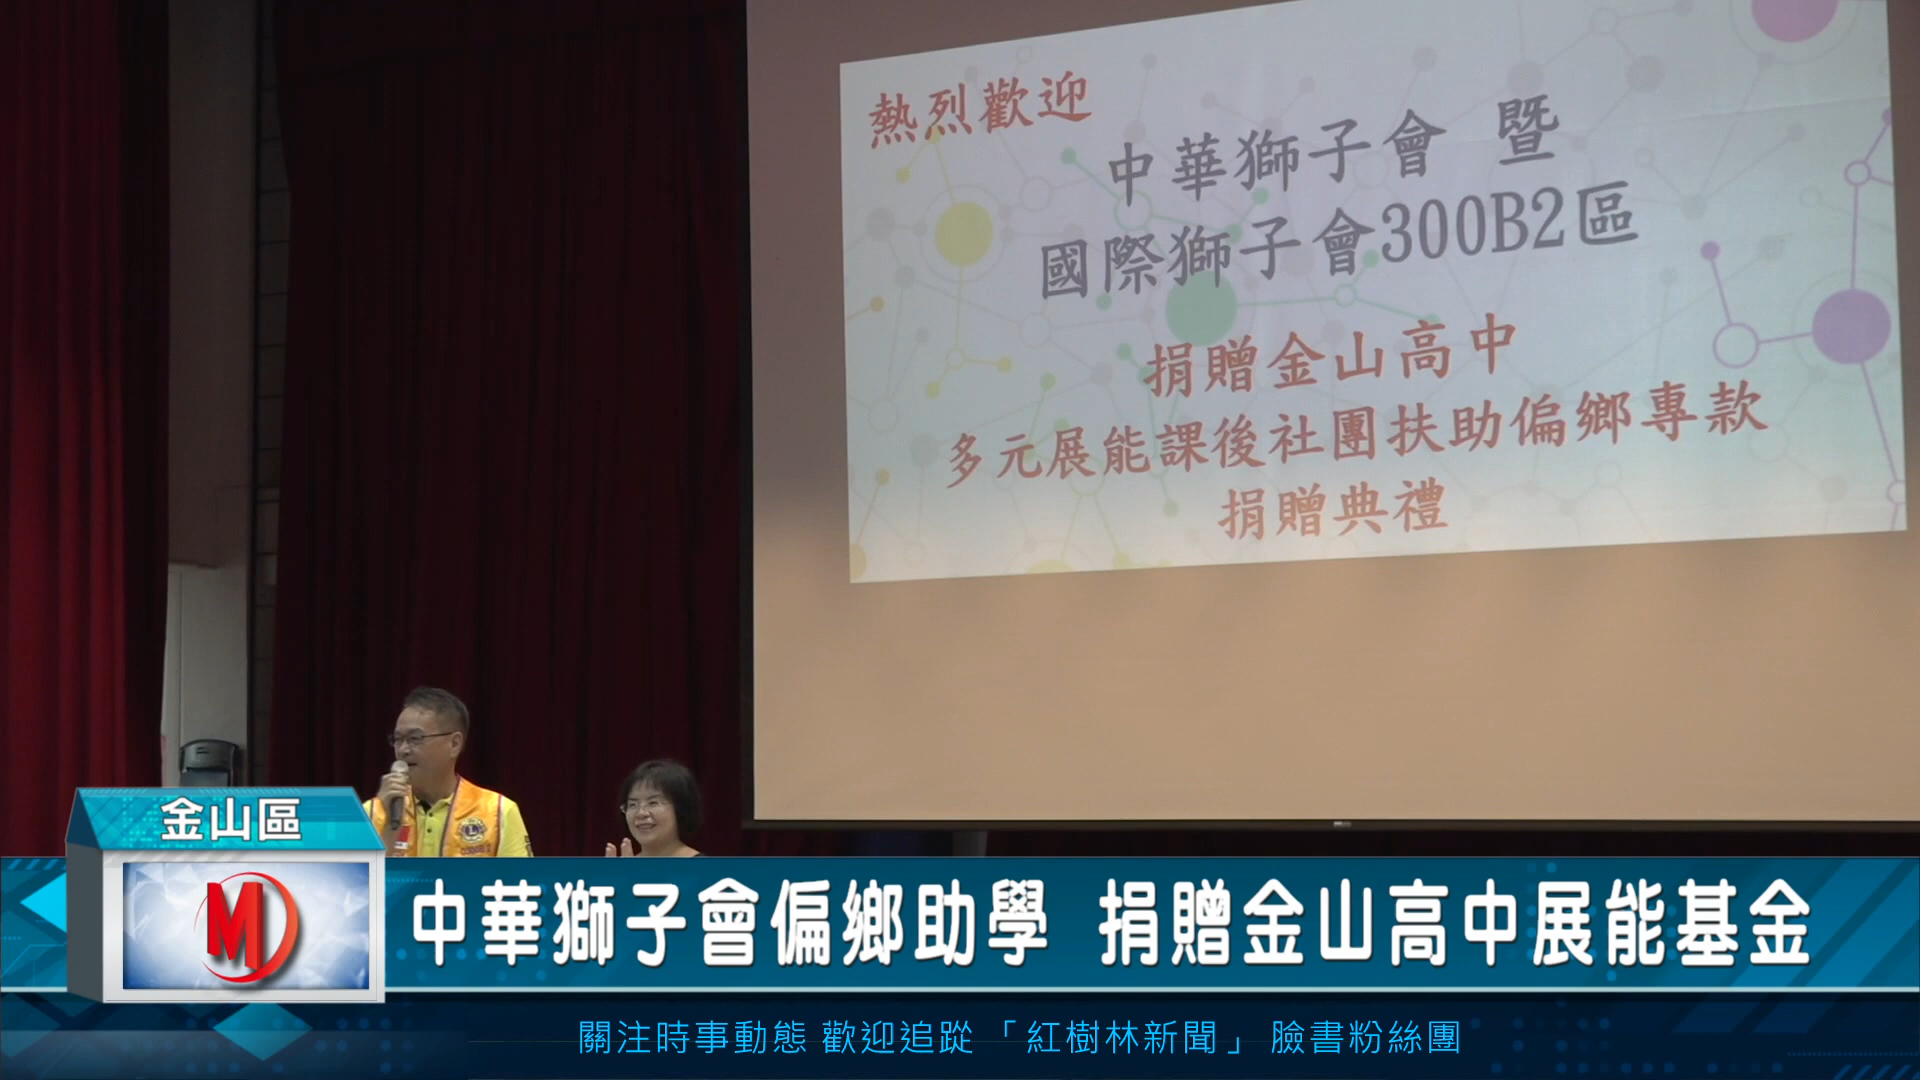 熱烈歡迎
中華獅子會 暨
國際獅子會300B2區
捐贈金山高中
多元展能課後社團扶助偏鄉專款
捐贈典禮
金山區
M
中華獅子會偏鄉助學 捐贈金山高中展能基金
關注時事動態 歡迎追蹤「紅樹林新聞」臉書粉絲團